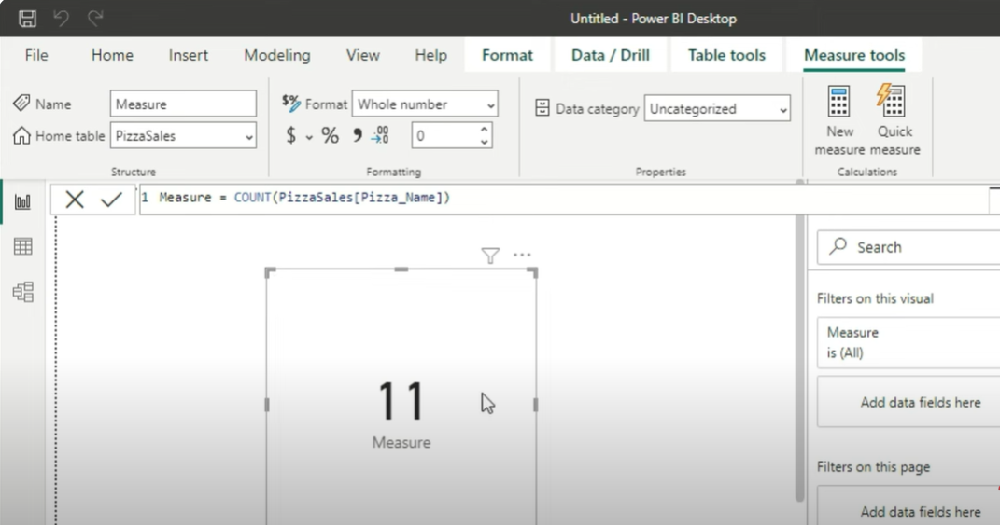 Untitled - Power BI Desktop
File Home Insert Modeling View Help Format Data / Drill Table tools Measure tools
Name Measure
Home table PizzaSales
Structure
$% Format Whole number
$ % 9 .00 0
Formatting
Data category Uncategorized
Properties
New measure
Quick measure
Calculations
1 Measure = COUNT(PizzaSales[Pizza_Name])
11
Measure
Search
Filters on this visual
Measure
is (All)
Add data fields here
Filters on this page
Add data fields here